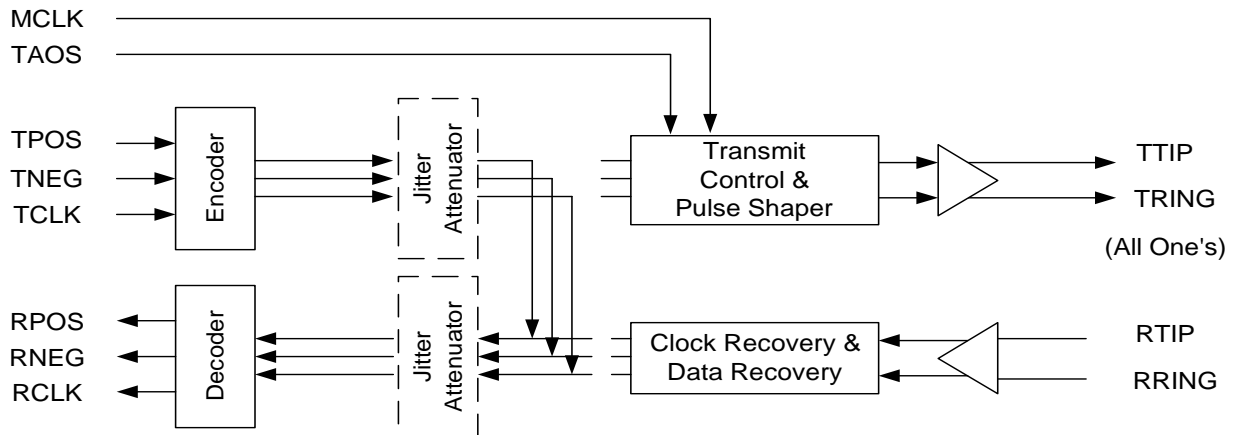 MCLK
TAOS
TPOS
TNEG
TCLK
Encoder
Jitter
Attenuator
Transmit
Control &
Pulse Shaper
TTIP
TRING
(All One's)
RPOS
RNEG
RCLK
Decoder
Jitter
Attenuator
Clock Recovery &
Data Recovery
RTIP
RRING